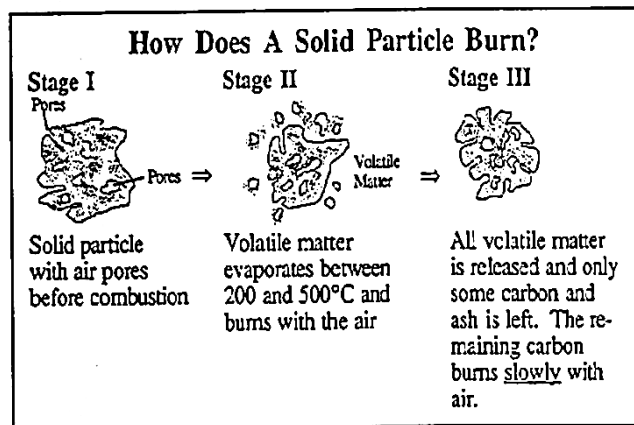 How Does A Solid Particle Burn?
Stage I
Pores
Pores
⇒
Solid particle
with air pores
before combustion
Stage II
Volatile
Matter
⇒
Volatile matter
evaporates between
200 and 500°C and
burns with the air
Stage III
All volatile matter
is released and only
some carbon and
ash is left. The re-
maining carbon
burns slowly with
air.